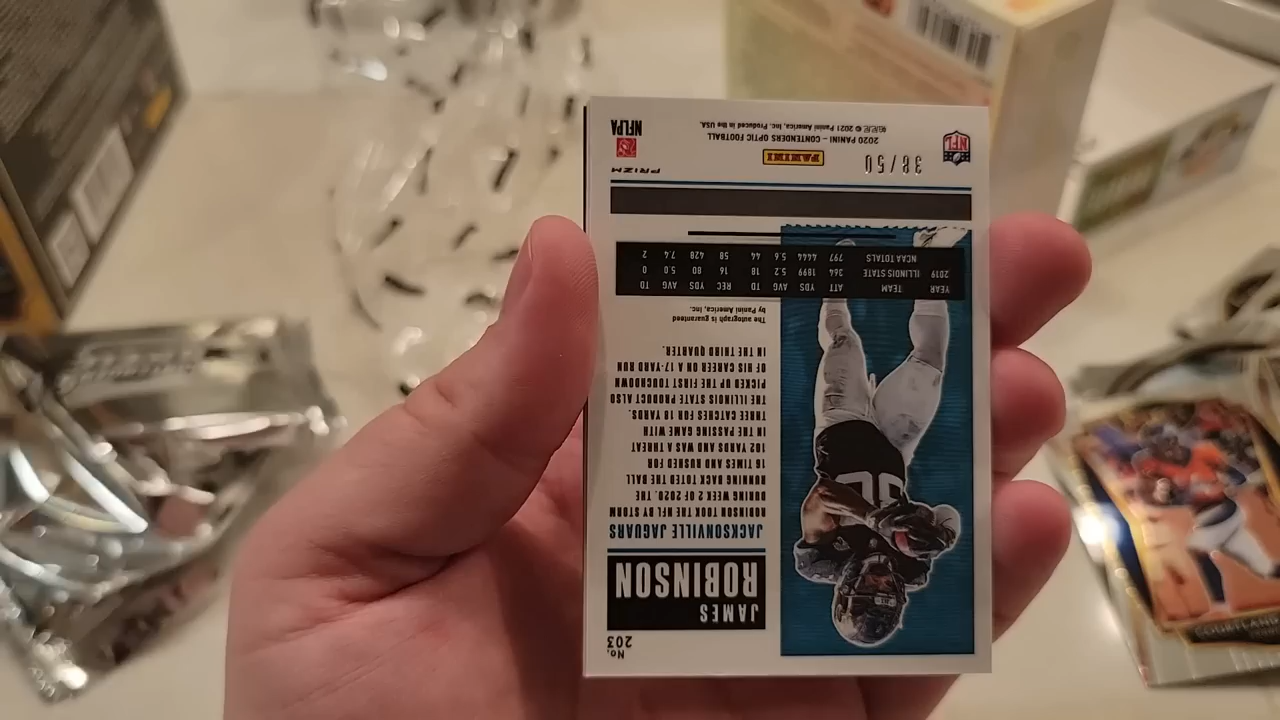 No. 203
JAMES
ROBINSON
JACKSONVILLE JAGUARS
ROBINSON TOOK THE NFL BY STORM
DURING WEEK 2 OF 2020. THE
RUNNING BACK TOTED THE BALL
16 TIMES AND RUSHED FOR
102 YARDS AND WAS A THREAT
IN THE PASSING GAME WITH
THREE CATCHES FOR 18 YARDS.
THE ILLINOIS STATE PRODUCT ALSO
PICKED UP THE FIRST TOUCHDOWN
OF HIS CAREER ON A 17-YARD RUN
IN THE THIRD QUARTER.
The autograph is guaranteed
by Panini America, Inc.
YEAR TEAM ATT YDS AVG TD REC YDS AVG TD
2019 ILLINOIS STATE 364 1899 5.2 18 16 80 5.0 0
NCAA TOTALS 797 4444 5.6 44 58 428 7.4 2
38/50
PRIZM
NFL
PANINI
NFLPA
2020 PANINI – CONTENDERS OPTIC FOOTBALL
© 2021 Panini America, Inc. Produced in the USA.
COURTLAND